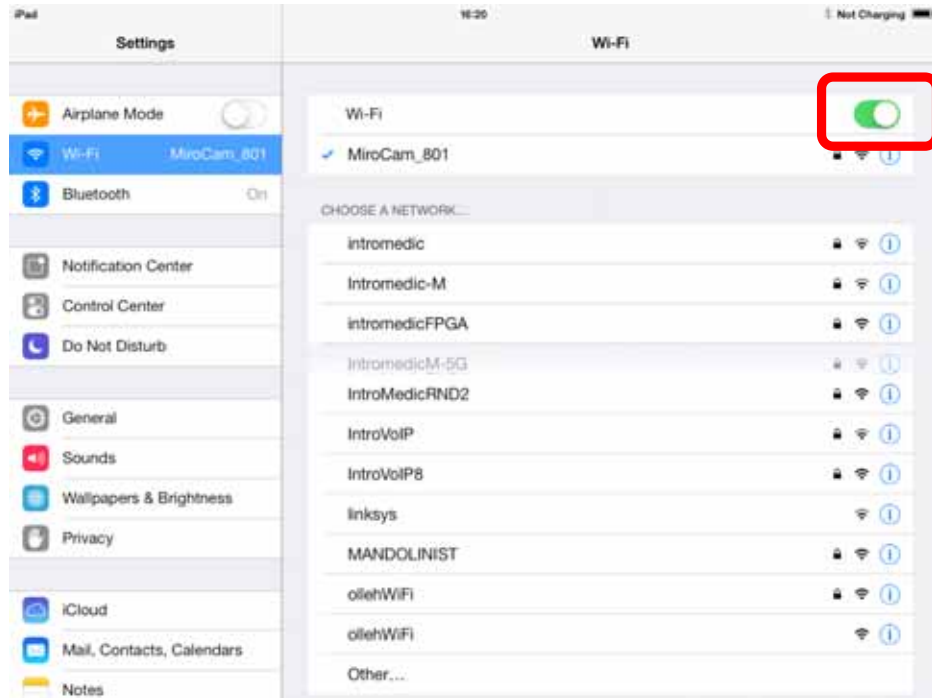 iPad
16:20
Not Charging
Settings
Wi-Fi
Airplane Mode
Wi-Fi MiroCam_801
Bluetooth On
Notification Center
Control Center
Do Not Disturb
General
Sounds
Wallpapers & Brightness
Privacy
iCloud
Mail, Contacts, Calendars
Notes
Wi-Fi
MiroCam_801
CHOOSE A NETWORK...
intromedic
Intromedic-M
intromedicFPGA
IntromedicM-5G
IntroMedicRND2
IntroVoIP
IntroVoIP8
linksys
MANDOLINIST
ollehWiFi
ollehWiFi
Other...